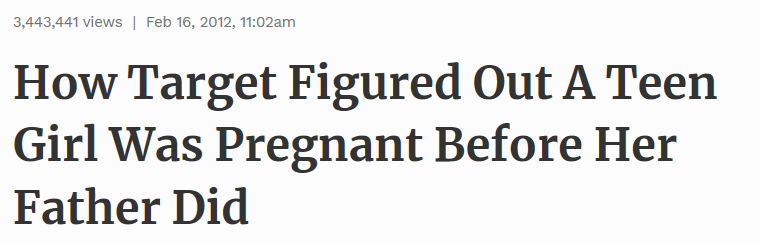 3,443,441 views | Feb 16, 2012, 11:02am
How Target Figured Out A Teen
Girl Was Pregnant Before Her
Father Did